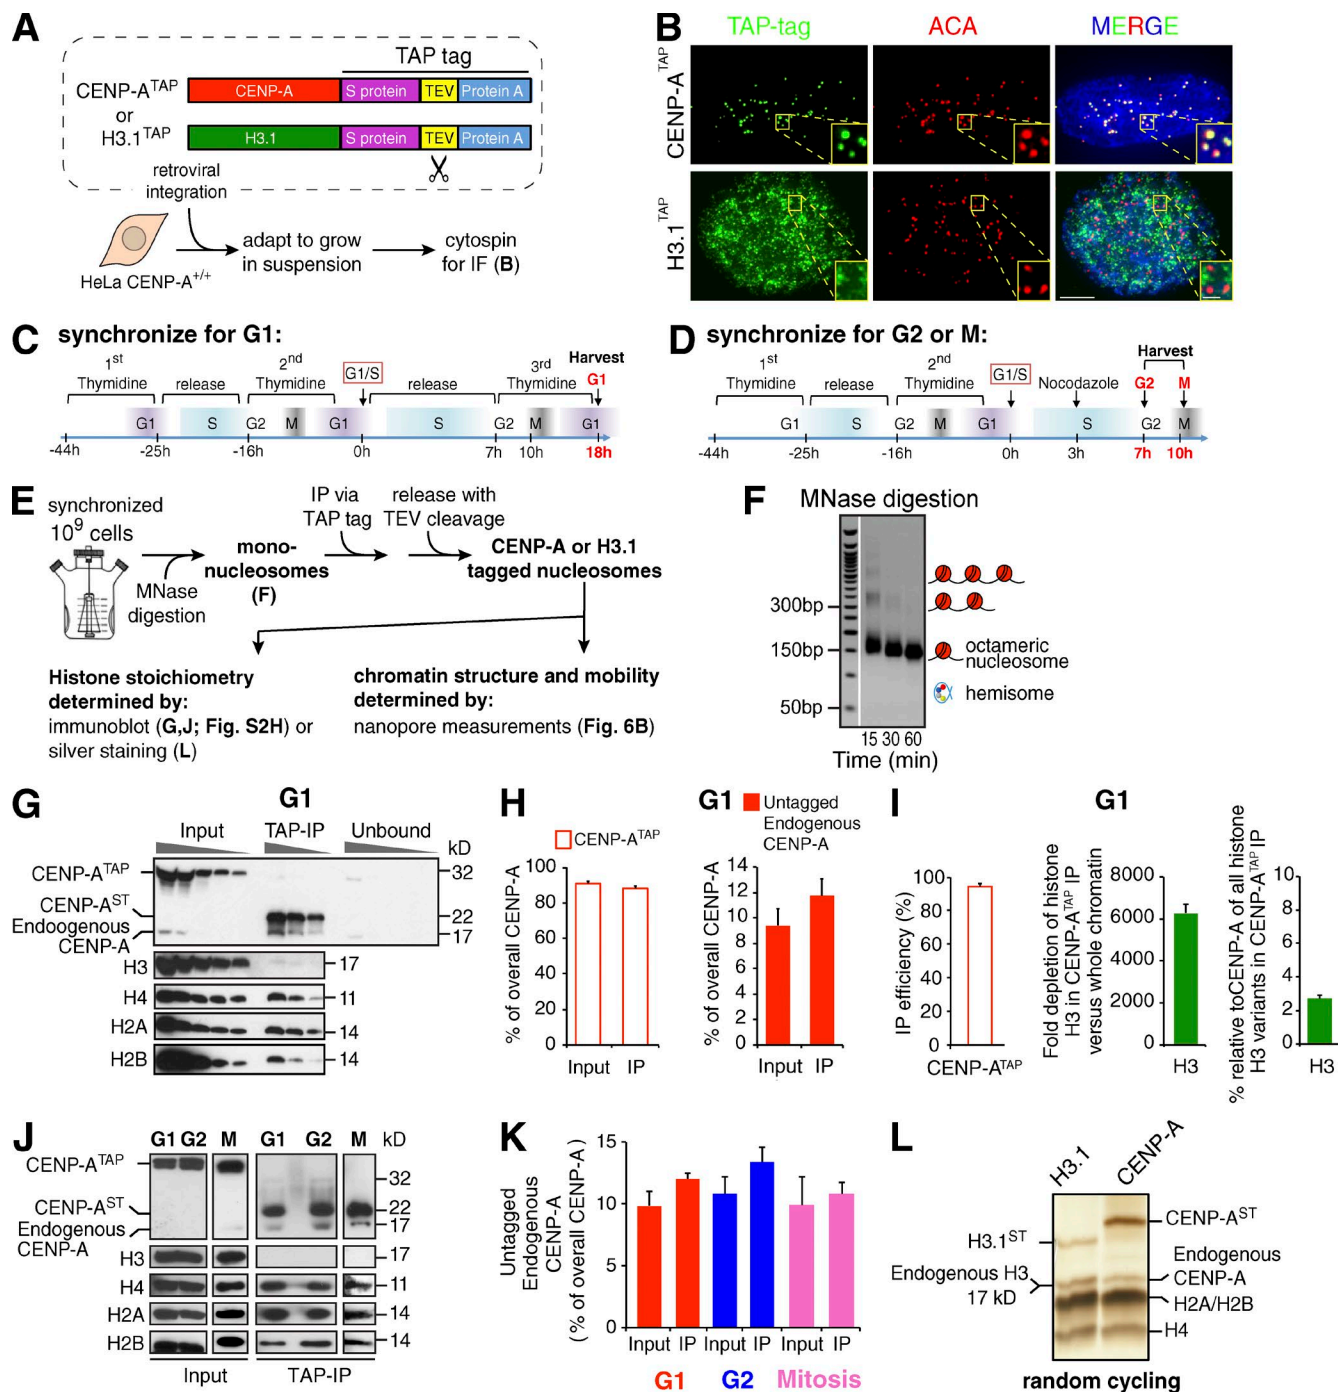 A
TAP tag
CENP-A^TAP
or
H3.1^TAP
CENP-A
S protein
TEV
Protein A
H3.1
S protein
TEV
Protein A
retroviral
integration
HeLa CENP-A^+/+
adapt to grow
in suspension
cytospin
for IF (B)
B
TAP-tag
ACA
MERGE
CENP-A^TAP
H3.1^TAP
C
synchronize for G1:
1st
Thymidine
release
2nd
Thymidine
G1/S
release
3rd
Thymidine
Harvest
G1
G1
S
G2
M
G1
S
G2
M
G1
-44h
-25h
-16h
0h
7h
10h
18h
D
synchronize for G2 or M:
1st
Thymidine
release
2nd
Thymidine
G1/S
Nocodazole
Harvest
G2
M
G1
S
G2
M
G1
S
G2
M
-44h
-25h
-16h
0h
3h
7h
10h
E
synchronized
10^9 cells
MNase
digestion
mono-
nucleosomes
(F)
IP via
TAP tag
release with
TEV cleavage
CENP-A or H3.1
tagged nucleosomes
Histone stoichiometry
determined by:
immunoblot (G,J; Fig. S2H) or
silver staining (L)
chromatin structure and mobility
determined by:
nanopore measurements (Fig. 6B)
F
MNase digestion
300bp
150bp
50bp
octameric
nucleosome
hemisome
15 30 60
Time (min)
G
G1
Input
TAP-IP
Unbound
kD
CENP-A^TAP
CENP-A^ST
Endoogenous
CENP-A
32
22
17
H3
17
H4
11
H2A
14
H2B
14
H
CENP-A^TAP
% of overall CENP-A
100
80
60
40
20
0
Input
IP
G1
Untagged
Endogenous
CENP-A
% of overall CENP-A
14
12
10
8
6
4
2
0
Input
IP
I
G1
IP efficiency (%)
100
80
60
40
20
0
CENP-A^TAP
Fold depletion of histone
H3 in CENP-A^TAP IP
versus whole chromatin
8000
6000
4000
2000
0
H3
% relative toCENP-A of all histone
H3 variants in CENP-A^TAP IP
10
8
6
4
2
0
H3
J
G1 G2 M
G1 G2 M kD
CENP-A^TAP
CENP-A^ST
Endogenous
CENP-A
32
22
17
H3
17
H4
11
H2A
14
H2B
14
Input
TAP-IP
K
Untagged
Endogenous
CENP-A
(% of overall CENP-A)
15
10
5
0
Input IP Input IP Input IP
G1 G2 Mitosis
L
H3.1
CENP-A
H3.1^ST
Endogenous H3
17 kD
CENP-A^ST
Endogenous
CENP-A
H2A/H2B
H4
random cycling